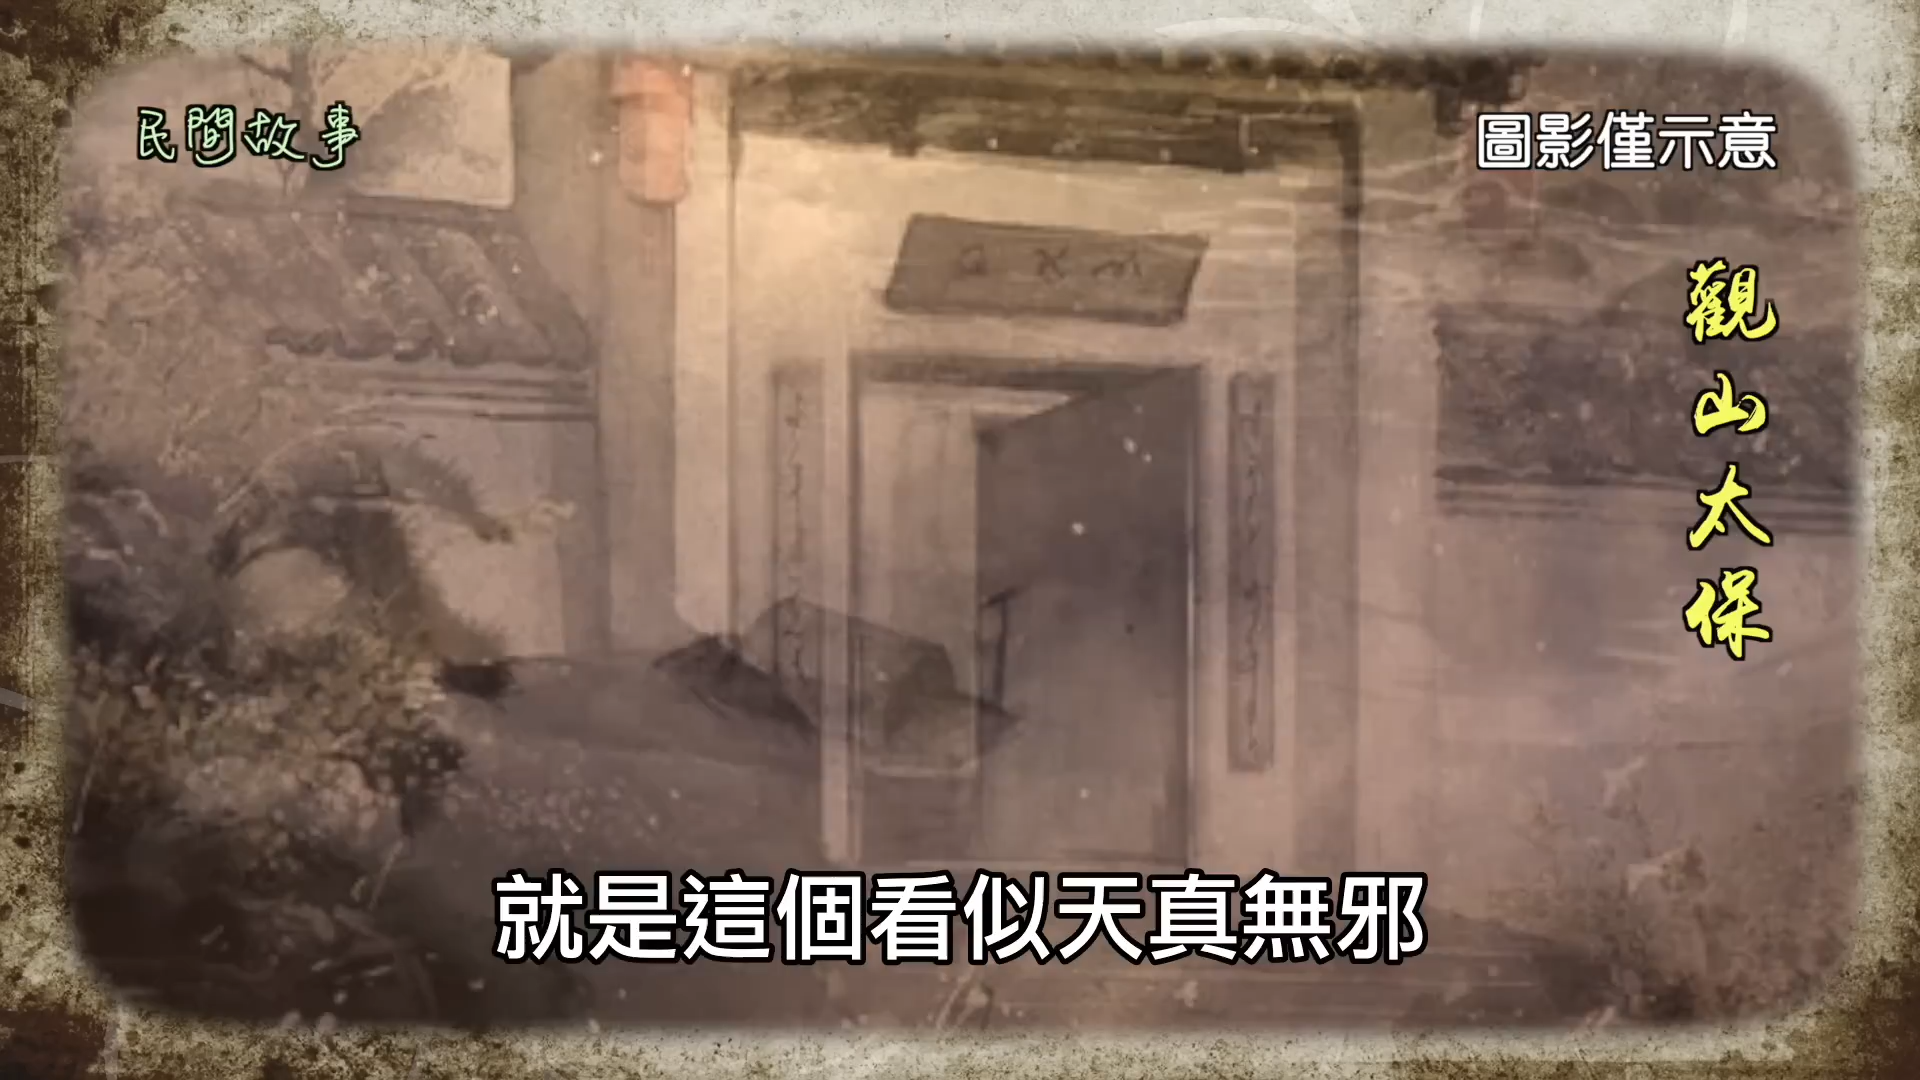 民間故事
圖影僅示意
觀山太保
就是這個看似天真無邪